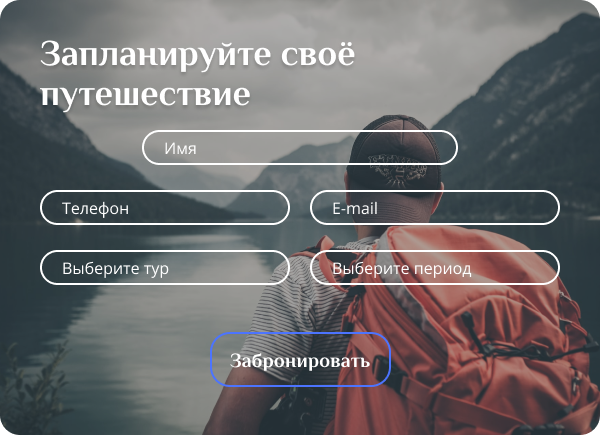 Запланируйте своё
путешествие
Имя
Телефон
E-mail
Выберите тур
Выберите период
Забронировать